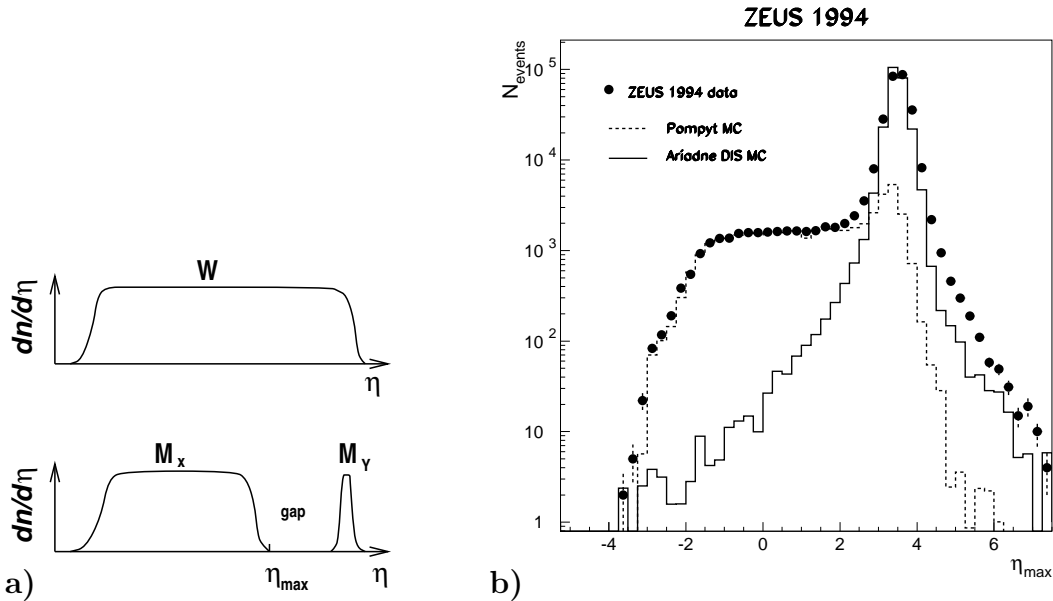 W
dn/dη
η
M X
M Y
dn/dη
gap
η max
η
a)
ZEUS 1994
N events
10 5
10 4
10 3
10 2
10
1
ZEUS 1994 data
Pompyt MC
Ariadne DIS MC
-4 -2 0 2 4 6
η max
b)